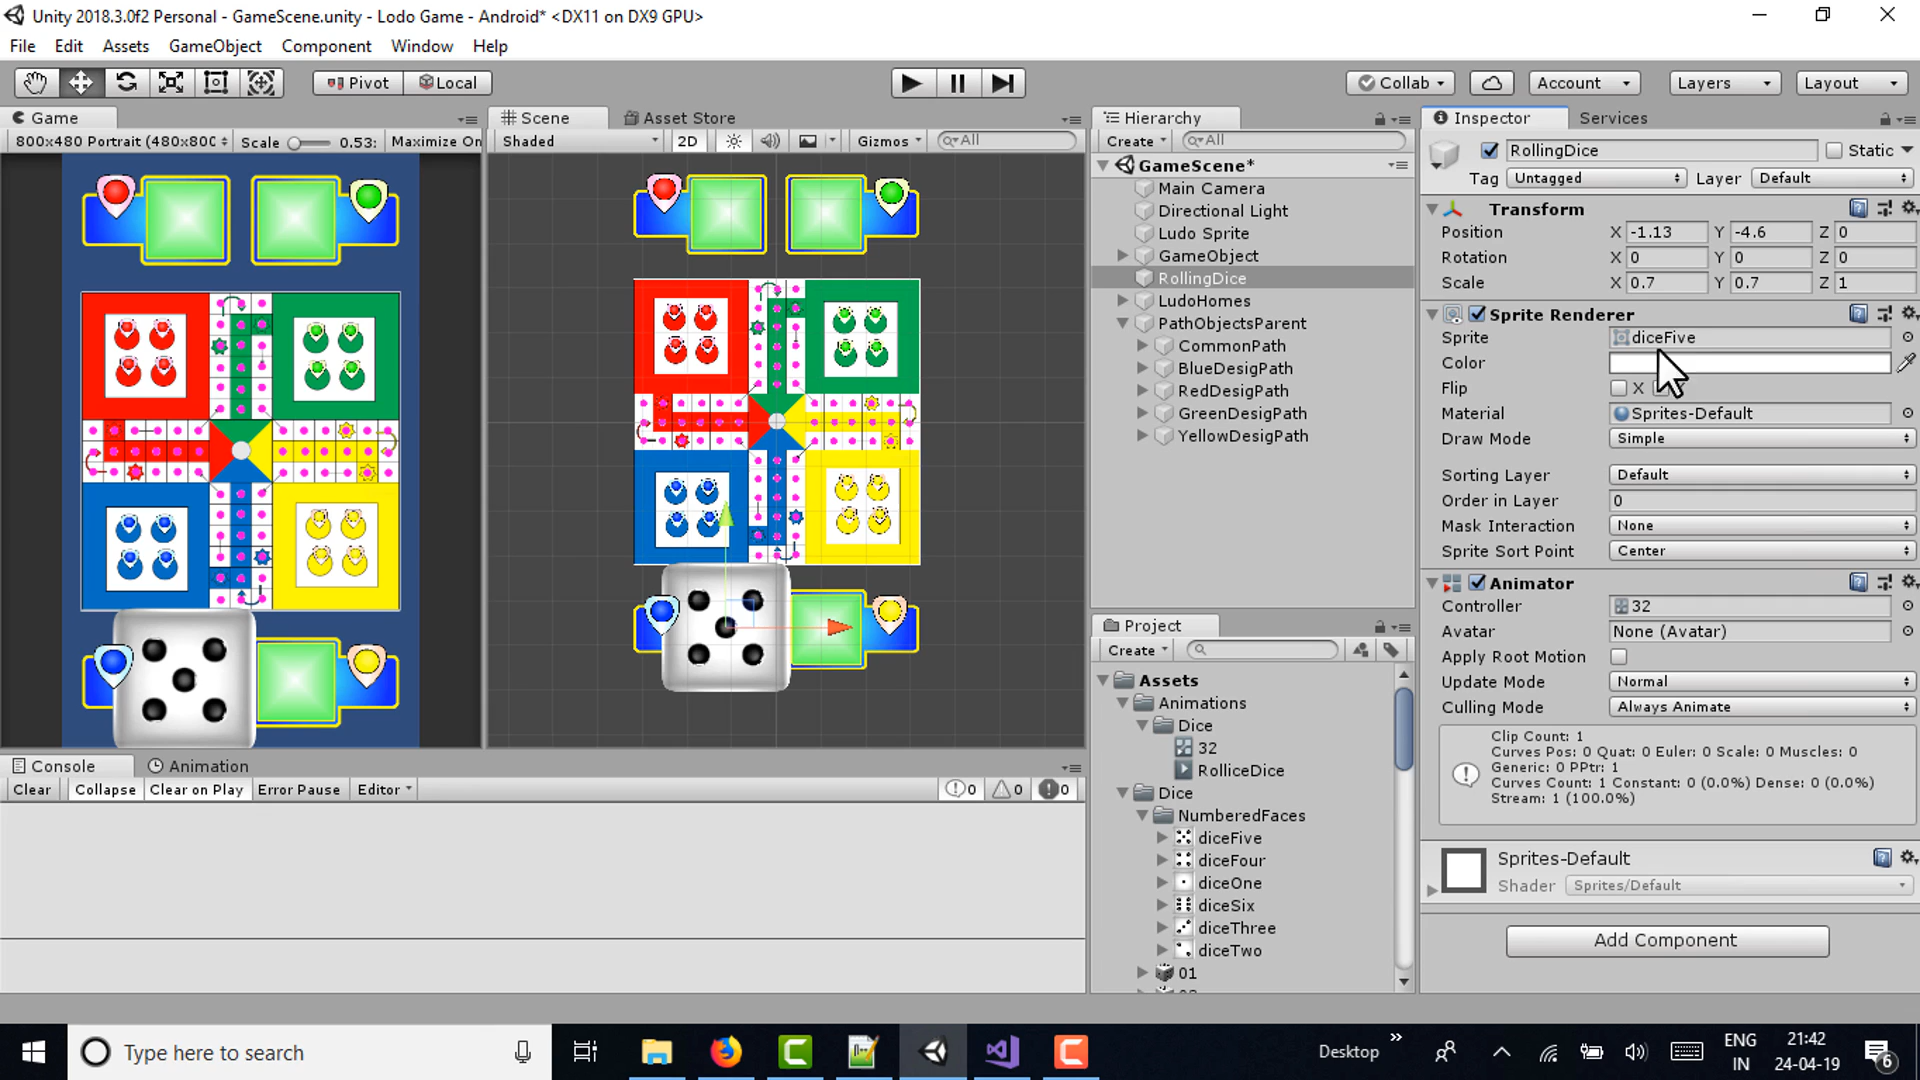 Unity 2018.3.0f2 Personal - GameScene.unity - Lodo Game - Android* <DX11 on DX9 GPU>
File Edit Assets GameObject Component Window Help
Pivot Local Collab Account Layers Layout
Game Scene Asset Store Hierarchy Inspector Services
800x480 Portrait (480x80 Scale 0.53: Maximize On Shaded 2D Gizmos All Create All
RollingDice Static
Tag Untagged Layer Default
GameScene*
Main Camera
Directional Light
Ludo Sprite
GameObject
RollingDice
LudoHomes
PathObjectsParent
CommonPath
BlueDesigPath
RedDesigPath
GreenDesigPath
YellowDesigPath
Transform
Position X -1.13 Y -4.6 Z 0
Rotation X 0 Y 0 Z 0
Scale X 0.7 Y 0.7 Z 1
Sprite Renderer
Sprite diceFive
Color
Flip X
Material Sprites-Default
Draw Mode Simple
Sorting Layer Default
Order in Layer 0
Mask Interaction None
Sprite Sort Point Center
Animator
Controller 32
Avatar None (Avatar)
Apply Root Motion
Update Mode Normal
Culling Mode Always Animate
Clip Count: 1
Curves Pos: 0 Quat: 0 Euler: 0 Scale: 0 Muscles: 0
Generic: 0 PPtr: 1
Curves Count: 1 Constant: 0 (0.0%) Dense: 0 (0.0%)
Stream: 1 (100.0%)
Sprites-Default
Shader Sprites/Default
Add Component
Project
Create
Assets
Animations
Dice
32
RolliceDice
Dice
NumberedFaces
diceFive
diceFour
diceOne
diceSix
diceThree
diceTwo
01
Console Animation
Clear Collapse Clear on Play Error Pause Editor 0 0 0
Type here to search
Desktop
ENG
IN
21:42
24-04-19
6